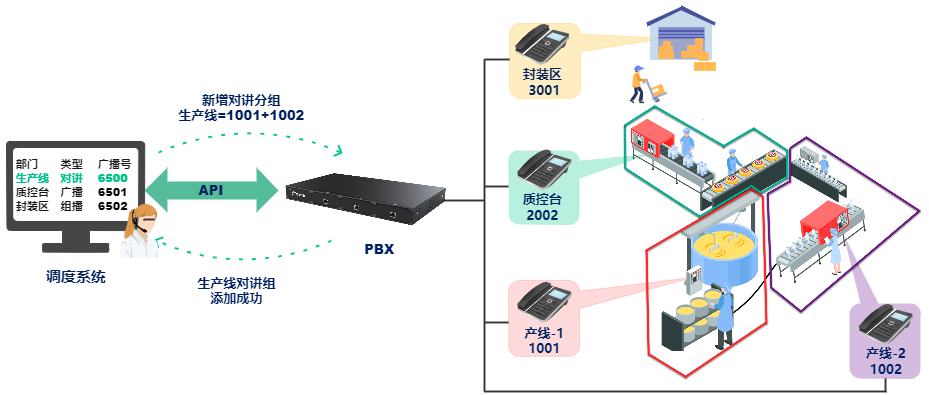 新增对讲分组
生产线=1001+1002
部门 类型 广播号
生产线 对讲 6500
质控台 广播 6501
封装区 组播 6502
调度系统
API
PBX
生产线对讲组
添加成功
封装区
3001
质控台
2002
产线-1
1001
产线-2
1002